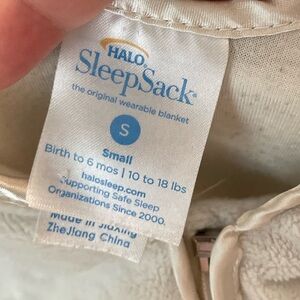 HALO®
SleepSack®
the original wearable blanket
S
Small
Birth to 6 mos | 10 to 18 lbs
halosleep.com
Supporting Safe Sleep
Organizations Since 2000.
Made in JiaXing
ZheJiang China